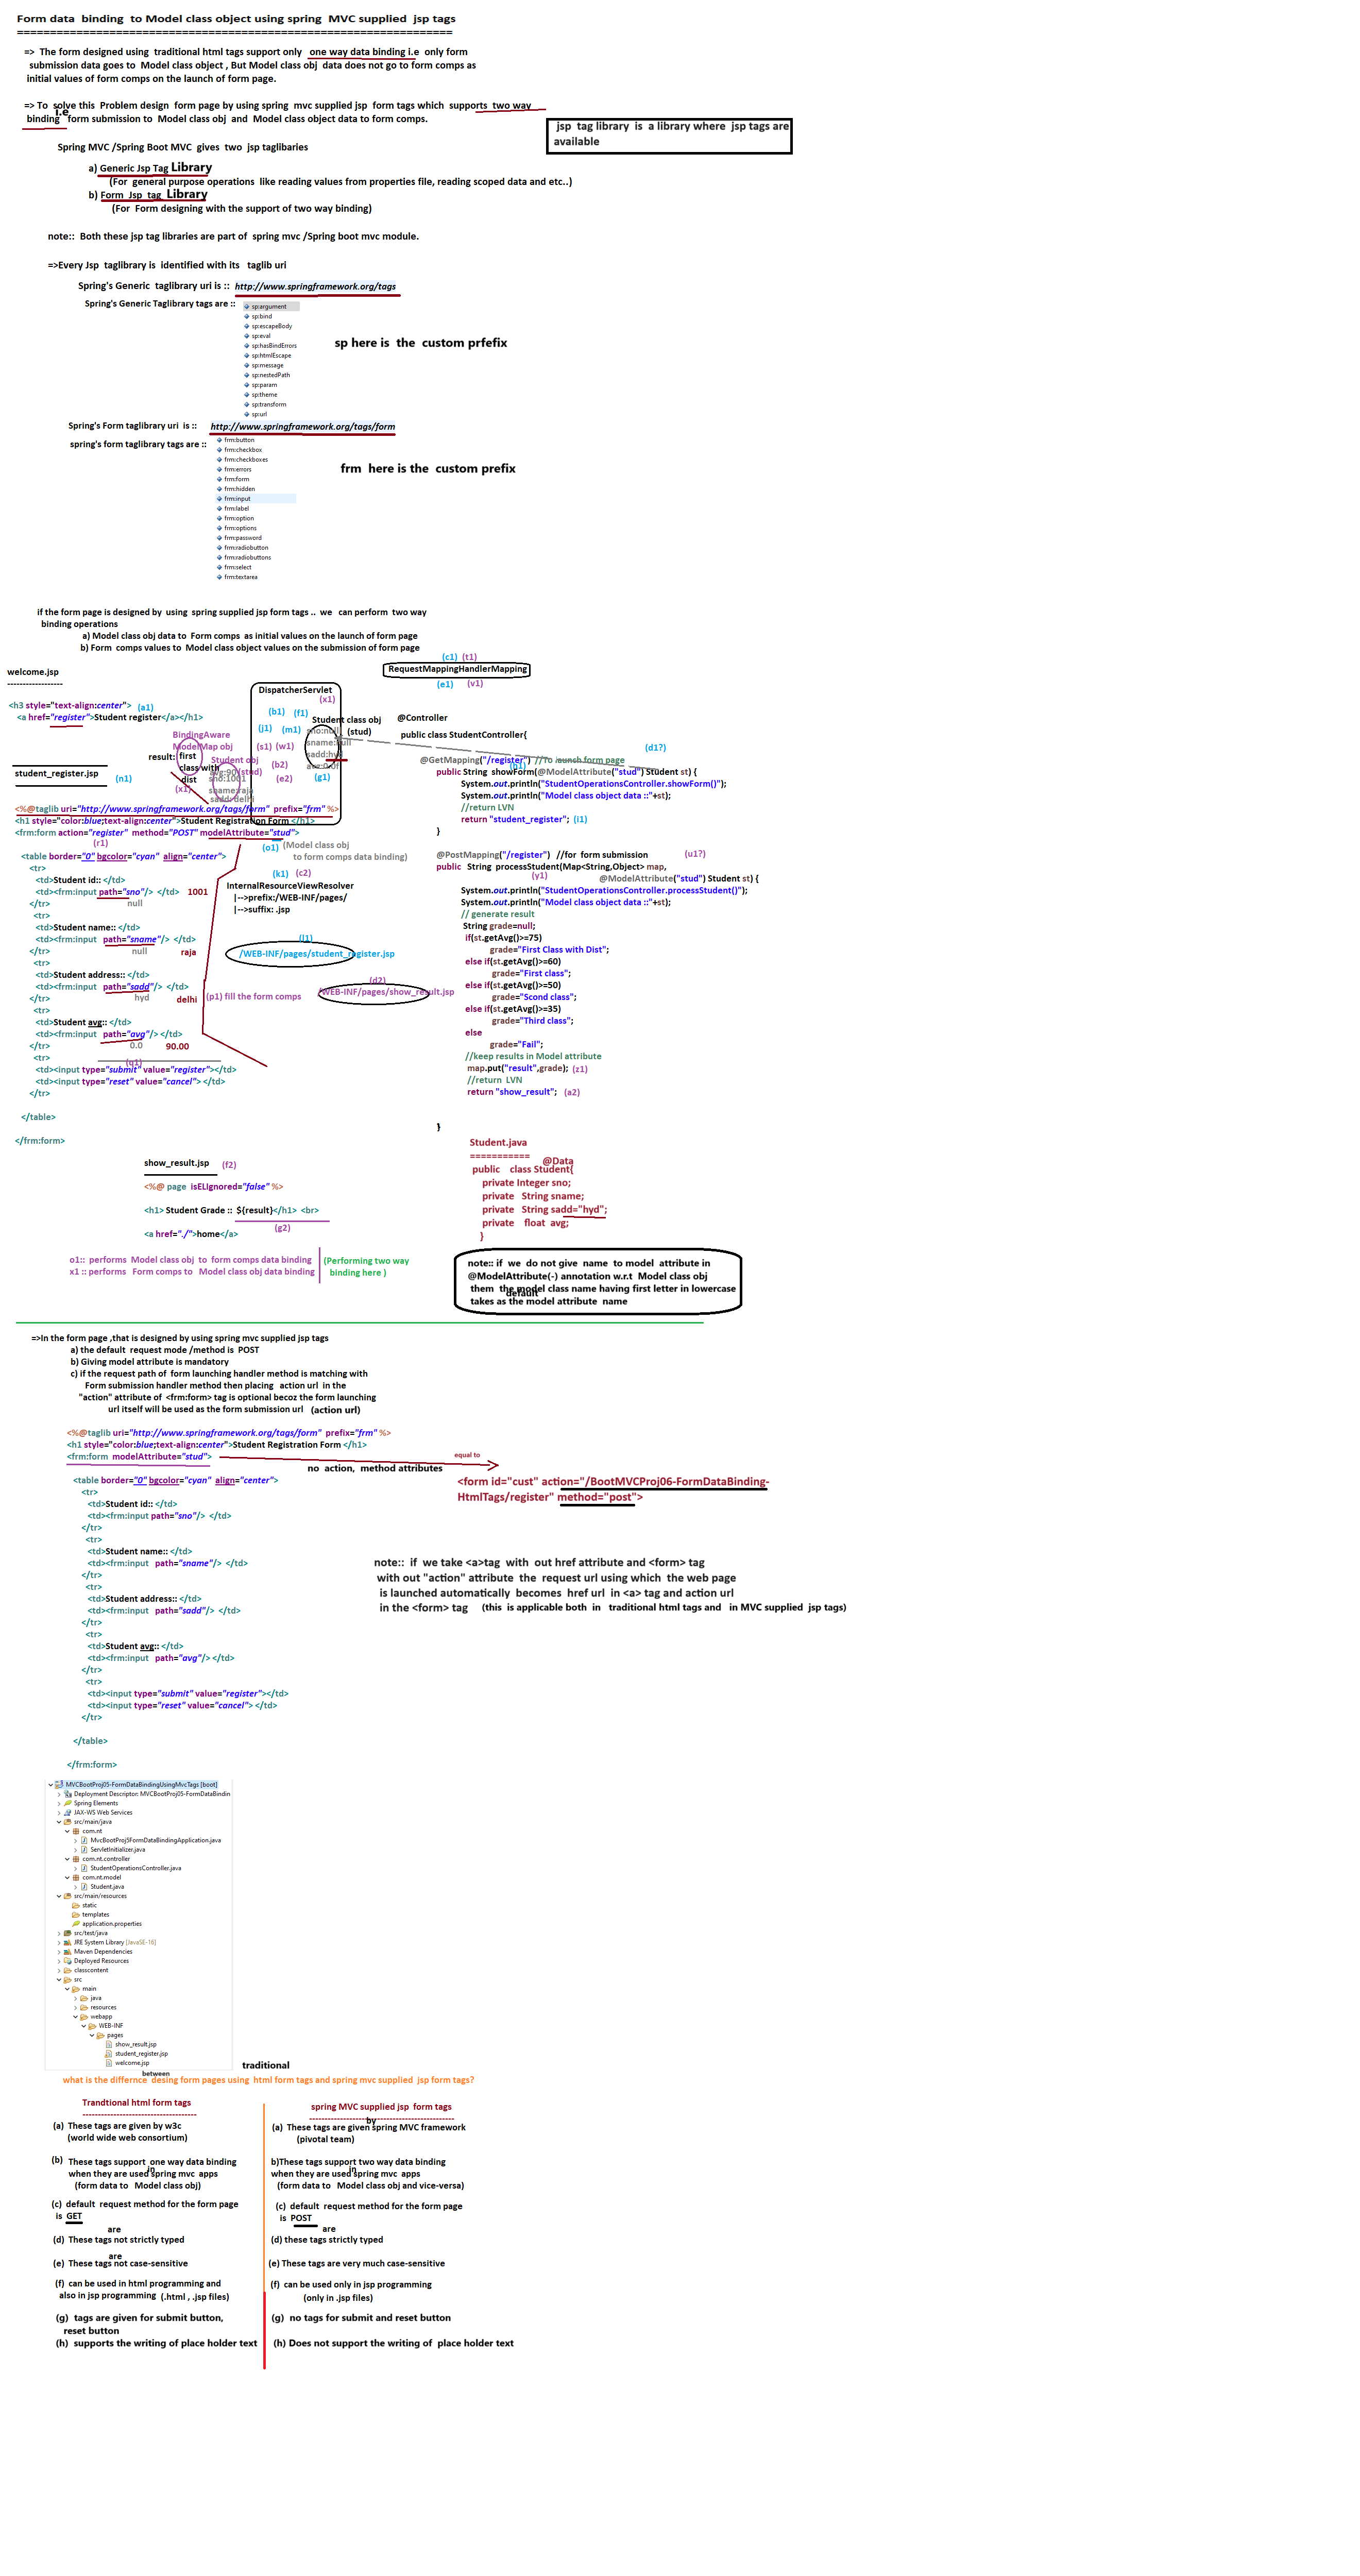 Form data  binding  to Model class object using spring  MVC supplied  jsp tags
==================================================================
=>  The form designed using  traditional html tags support only   one way data binding i.e  only form
submission data goes to  Model class object , But Model class obj  data does not go to form comps as
initial values of form comps on the launch of form page.
=> To  solve this  Problem design  form page by using spring  mvc supplied jsp  form tags which  supports  two way
i.e
binding   form submission to  Model class obj  and  Model class object data to form comps.
jsp  tag library  is  a library where  jsp tags are
available
Spring MVC /Spring Boot MVC  gives  two  jsp taglibaries
a) Generic Jsp Tag Library
(For  general purpose operations  like reading values from properties file, reading scoped data and etc..)
b) Form  Jsp  tag  Library
(For  Form designing with the support of two way binding)
note::  Both these jsp tag libraries are part of  spring mvc /Spring boot mvc module.
=>Every Jsp  taglibrary is  identified with its   taglib uri
Spring's Generic  taglibrary uri is ::  http://www.springframework.org/tags
Spring's Generic Taglibrary tags are ::
sp:argument
sp:bind
sp:escapeBody
sp:eval
sp:hasBindErrors
sp:htmlEscape
sp:message
sp:nestedPath
sp:param
sp:theme
sp:transform
sp:url
sp here is  the  custom prfefix
Spring's Form taglibrary uri  is ::   http://www.springframework.org/tags/form
spring's form taglibrary tags are ::
frm:button
frm:checkbox
frm:checkboxes
frm:errors
frm:form
frm:hidden
frm:input
frm:label
frm:option
frm:options
frm:password
frm:radiobutton
frm:radiobuttons
frm:select
frm:textarea
frm  here is the  custom prefix
if the form page is designed by  using  spring supplied jsp form tags ..  we   can perform  two way
binding operations
a) Model class obj data to  Form comps  as initial values on the launch of form page
b) Form  comps values to  Model class object values on the submission of form page
(c1)  (t1)
RequestMappingHandlerMapping
(e1)   (v1)
welcome.jsp
------------------
<h3 style="text-align:center">  (a1)
<a href="register">Student register</a></h1>
DispatcherServlet
(x1)
(b1)  (f1)
(j1)  (m1)
(s1) (w1)
(b2)
(e2)
(g1)
Student class obj
(stud)
sno:null
sname:null
sadd:hyd
avg:0.0f
BindingAware
ModelMap obj
result:  first
class with
dist
Student obj
(stud)
avg:90
sno:1001
sname:raja
sadd: delhi
(x1)
@Controller
public class StudentController{
(d1?)
@GetMapping("/register")  //to launch form page
public String  showForm(@ModelAttribute("stud") Student st) {
(h1)
System.out.println("StudentOperationsController.showForm()");
System.out.println("Model class object data ::"+st);
//return LVN
return "student_register";  (i1)
}
student_register.jsp
(n1)
<%@taglib uri="http://www.springframework.org/tags/form"  prefix="frm" %>
<h1 style="color:blue;text-align:center">Student Registration Form </h1>
<frm:form action="register"  method="POST" modelAttribute="stud">
(r1)
(o1)  (Model class obj
to form comps data binding)
<table border="0" bgcolor="cyan"  align="center">
<tr>
<td>Student id:: </td>
<td><frm:input path="sno"/>  </td>   1001
</tr>   null
<tr>
<td>Student name:: </td>
<td><frm:input   path="sname"/>  </td>
</tr>   null   raja
<tr>
<td>Student address:: </td>
<td><frm:input   path="sadd"/>  </td>
</tr>   hyd   delhi
<tr>
<td>Student avg:: </td>
<td><frm:input   path="avg"/> </td>
</tr>   0.0   90.00
<tr>
(q1)
<td><input type="submit" value="register"></td>
<td><input type="reset" value="cancel"> </td>
</tr>
</table>
</frm:form>
(k1)   (c2)
InternalResourceViewResolver
|-->prefix:/WEB-INF/pages/
|-->suffix: .jsp
(l1)
/WEB-INF/pages/student_register.jsp
(d2)
/WEB-INF/pages/show_result.jsp
(p1) fill the form comps
@PostMapping("/register")   //for  form submission   (u1?)
public   String  processStudent(Map<String,Object> map,
(y1)
@ModelAttribute("stud") Student st) {
System.out.println("StudentOperationsController.processStudent()");
System.out.println("Model class object data ::"+st);
// generate result
String grade=null;
if(st.getAvg()>=75)
grade="First Class with Dist";
else if(st.getAvg()>=60)
grade="First class";
else if(st.getAvg()>=50)
grade="Scond class";
else if(st.getAvg()>=35)
grade="Third class";
else
grade="Fail";
//keep results in Model attribute
map.put("result",grade);  (z1)
//return  LVN
return "show_result";   (a2)
}
Student.java
===========
@Data
public    class Student{
private Integer sno;
private   String sname;
private   String sadd="hyd";
private    float  avg;
}
show_result.jsp   (f2)
<%@ page  isELIgnored="false" %>
<h1> Student Grade ::  ${result}</h1>  <br>
(g2)
<a href="./">home</a>
o1::  performs  Model class obj  to  form comps data binding
x1 :: performs   Form comps to   Model class obj data binding
(Performing two way
binding here )
note:: if  we  do not give  name  to model  attribute in
@ModelAttribute(-) annotation w.r.t  Model class obj
them  the model class name having first letter in lowercase
default
takes as the model attribute  name
=>In the form page ,that is designed by using spring mvc supplied jsp tags
a) the default  request mode /method is  POST
b) Giving model attribute is mandatory
c) if the request path of  form launching handler method is matching with
Form submission handler method then placing   action url  in the
"action" attribute of  <frm:form> tag is optional becoz the form launching
url itself will be used as the form submission url   (action url)
<%@taglib uri="http://www.springframework.org/tags/form"  prefix="frm" %>
<h1 style="color:blue;text-align:center">Student Registration Form </h1>
<frm:form  modelAttribute="stud">
no  action,  method attributes
equal to
<form id="cust" action="/BootMVCProj06-FormDataBinding-
HtmlTags/register" method="post">
<table border="0" bgcolor="cyan"  align="center">
<tr>
<td>Student id:: </td>
<td><frm:input path="sno"/>  </td>
</tr>
<tr>
<td>Student name:: </td>
<td><frm:input   path="sname"/>  </td>
</tr>
<tr>
<td>Student address:: </td>
<td><frm:input   path="sadd"/>  </td>
</tr>
<tr>
<td>Student avg:: </td>
<td><frm:input   path="avg"/> </td>
</tr>
<tr>
<td><input type="submit" value="register"></td>
<td><input type="reset" value="cancel"> </td>
</tr>
</table>
</frm:form>
note::  if  we take <a>tag  with  out href attribute and <form> tag
with out "action" attribute  the  request url using which  the web page
is launched automatically  becomes  href url  in <a> tag and action url
in the <form> tag    (this  is applicable both  in   traditional html tags and   in MVC supplied  jsp tags)
MVCBootProj05-FormDataBindingUsingMvcTags [boot]
Deployment Descriptor: MVCBootProj05-FormDataBindin
Spring Elements
JAX-WS Web Services
src/main/java
com.nt
MvcBootProj5FormDataBindingApplication.java
ServletInitializer.java
com.nt.controller
StudentOperationsController.java
com.nt.model
Student.java
src/main/resources
static
templates
application.properties
src/test/java
JRE System Library [JavaSE-16]
Maven Dependencies
Deployed Resources
classcontent
src
main
java
resources
webapp
WEB-INF
pages
show_result.jsp
student_register.jsp
welcome.jsp
between   traditional
what is the differnce  desing form pages using  html form tags and spring mvc supplied  jsp form tags?
Trandtional html form tags
-------------------------------------
(a)  These tags are given by w3c
(world wide web consortium)
(b)  These tags support  one way data binding
in
when they are used spring mvc  apps
(form data to   Model class obj)
(c)  default  request method for the form page
is  GET
are
(d)  These tags not strictly typed
are
(e)  These tags not case-sensitive
(f)  can be used in html programming and
also in jsp programming  (.html , .jsp files)
(g)  tags are given for submit button,
reset button
(h)  supports the writing of place holder text
spring MVC supplied jsp  form tags
-----------------------------------------------
by
(a)  These tags are given spring MVC framework
(pivotal team)
b)These tags support two way data binding
in
when they are used spring mvc  apps
(form data to   Model class obj and vice-versa)
(c)  default  request method for the form page
is  POST
are
(d) these tags strictly typed
(e) These tags are very much case-sensitive
(f)  can be used only in jsp programming
(only in .jsp files)
(g)  no tags for submit and reset button
(h) Does not support the writing of  place holder text